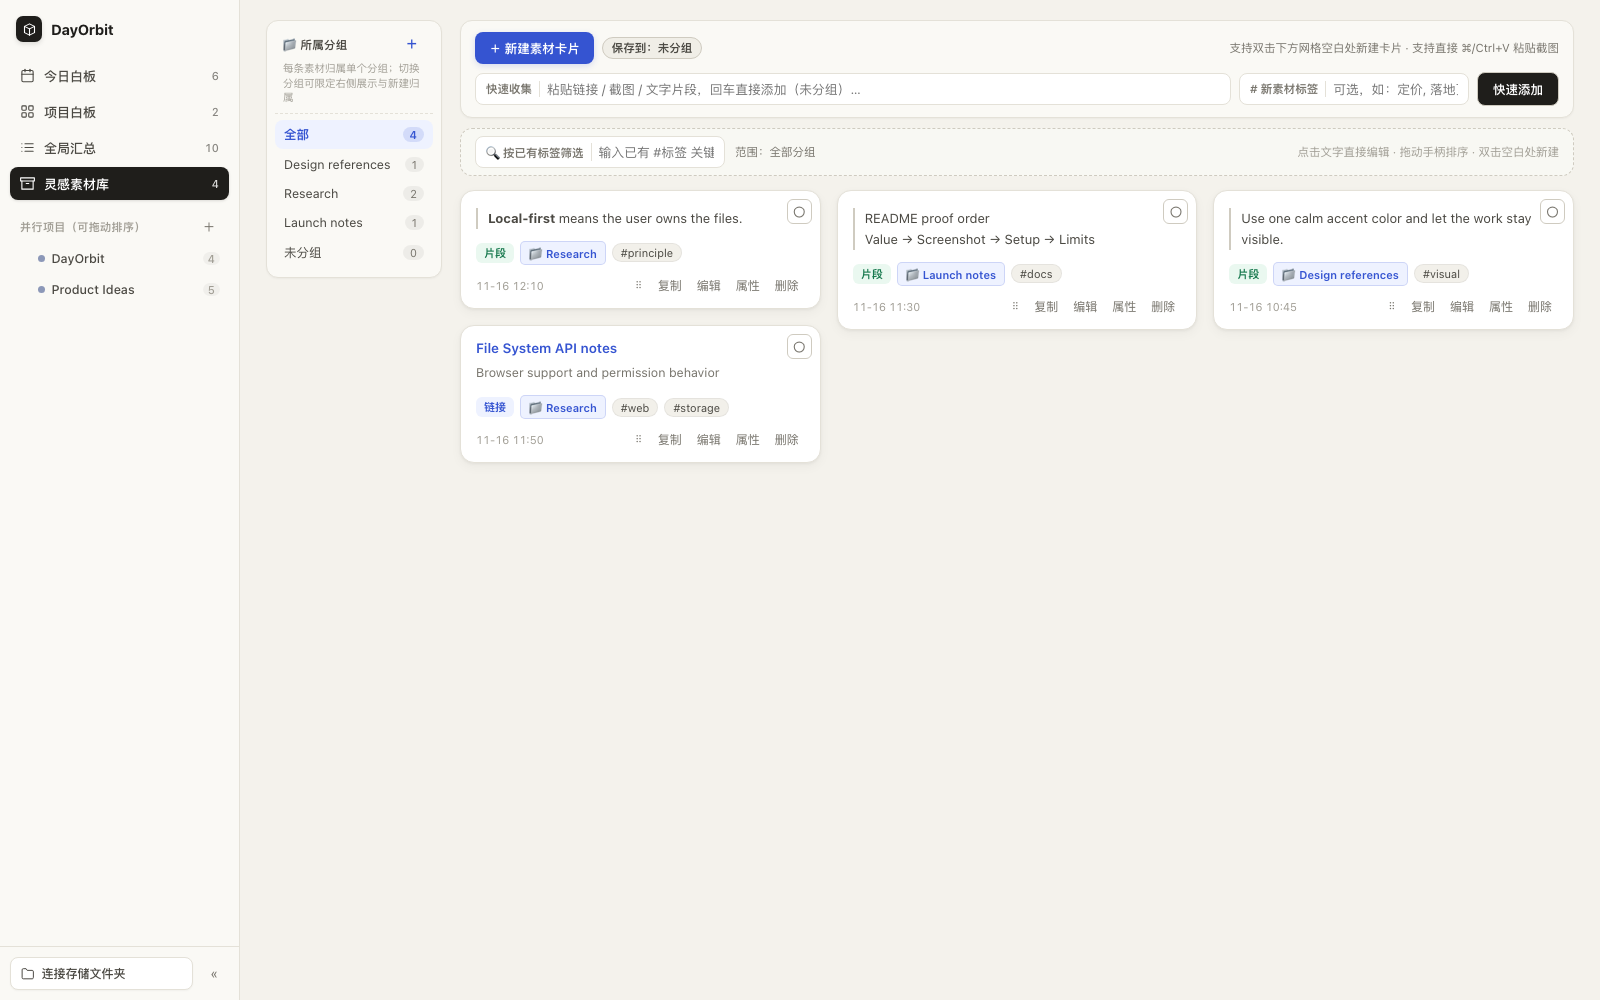 DayOrbit
今日白板 6
项目白板 2
全局汇总 10
灵感素材库 4
并行项目（可拖动排序） +
DayOrbit 4
Product Ideas 5
连接存储文件夹 «
所属分组 +
每条素材归属单个分组；切换
分组可限定右侧展示与新建归
属
全部 4
Design references 1
Research 2
Launch notes 1
未分组 0
+ 新建素材卡片 保存到：未分组 支持双击下方网格空白处新建卡片 · 支持直接 ⌘/Ctrl+V 粘贴截图
快速收集 粘贴链接 / 截图 / 文字片段，回车直接添加（未分组）... # 新素材标签 可选，如：定价, 落地 快速添加
按已有标签筛选 输入已有 #标签 关键 范围：全部分组 点击文字直接编辑 · 拖动手柄排序 · 双击空白处新建
Local-first means the user owns the files.
片段 Research #principle
11-16 12:10 复制 编辑 属性 删除
README proof order
Value → Screenshot → Setup → Limits
片段 Launch notes #docs
11-16 11:30 复制 编辑 属性 删除
Use one calm accent color and let the work stay
visible.
片段 Design references #visual
11-16 10:45 复制 编辑 属性 删除
File System API notes
Browser support and permission behavior
链接 Research #web #storage
11-16 11:50 复制 编辑 属性 删除